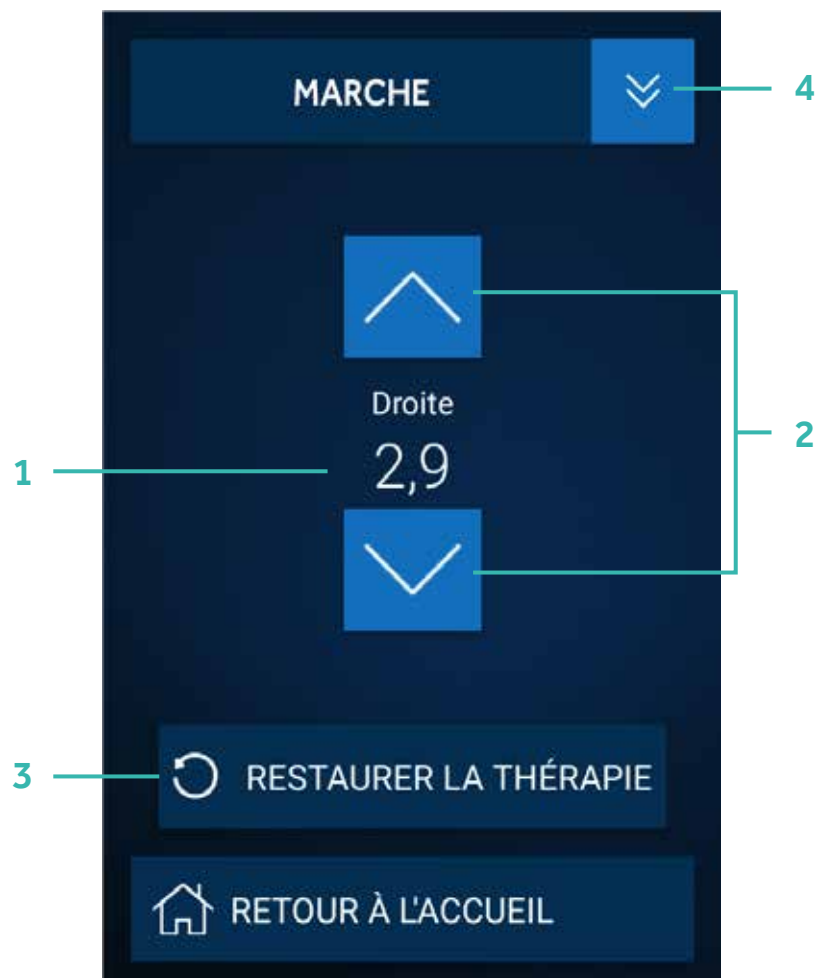 MARCHE
4
Droite
2
1
2,9
3
RESTAURER LA THÉRAPIE
RETOUR À L'ACCUEIL